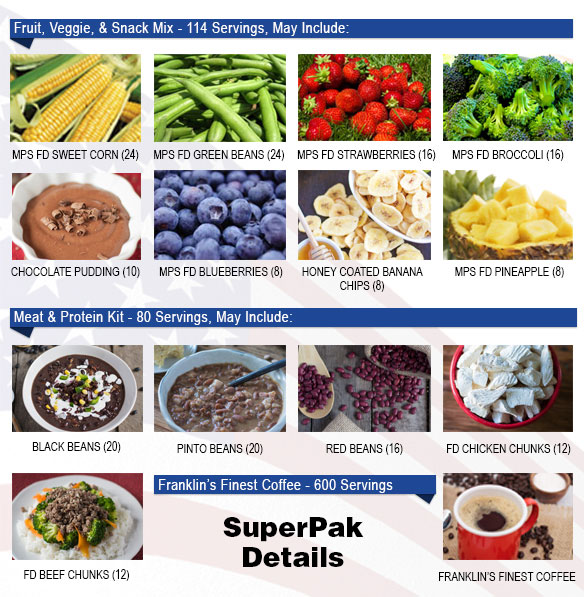 Fruit, Veggie, & Snack Mix - 114 Servings, May Include:
MPS FD SWEET CORN (24)
MPS FD GREEN BEANS (24)
MPS FD STRAWBERRIES (16)
MPS FD BROCCOLI (16)
CHOCOLATE PUDDING (10)
MPS FD BLUEBERRIES (8)
HONEY COATED BANANA
CHIPS (8)
MPS FD PINEAPPLE (8)
Meat & Protein Kit - 80 Servings, May Include:
BLACK BEANS (20)
PINTO BEANS (20)
RED BEANS (16)
FD CHICKEN CHUNKS (12)
FD BEEF CHUNKS (12)
Franklin's Finest Coffee - 600 Servings
SuperPak
Details
FRANKLIN'S FINEST COFFEE